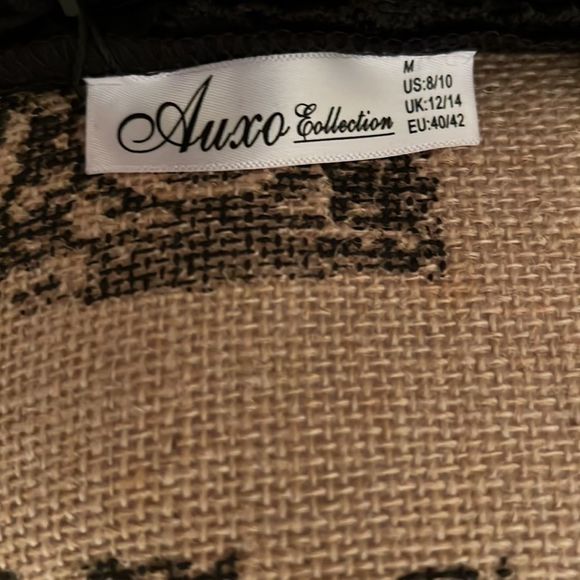 Auxo Collection
M
US:8/10
UK:12/14
EU:40/42